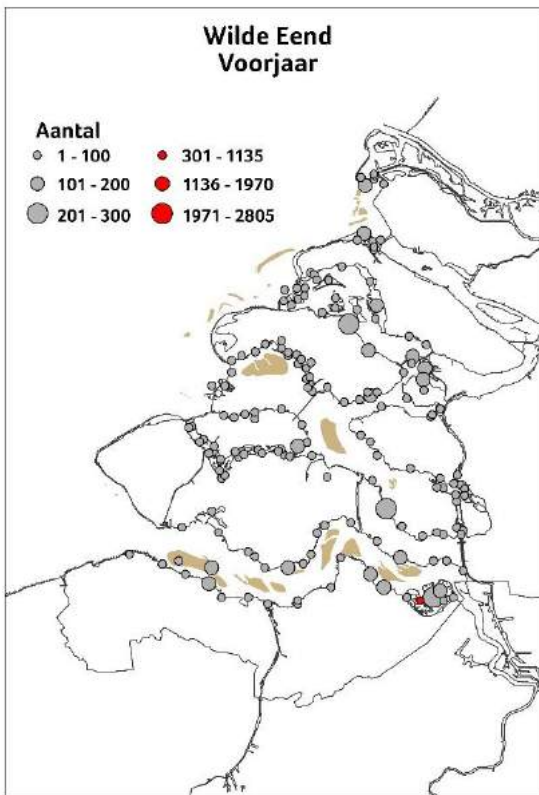 Wilde Eend
Voorjaar
Aantal
1 - 100
301 - 1135
101 - 200
1136 - 1970
201 - 300
1971 - 2805